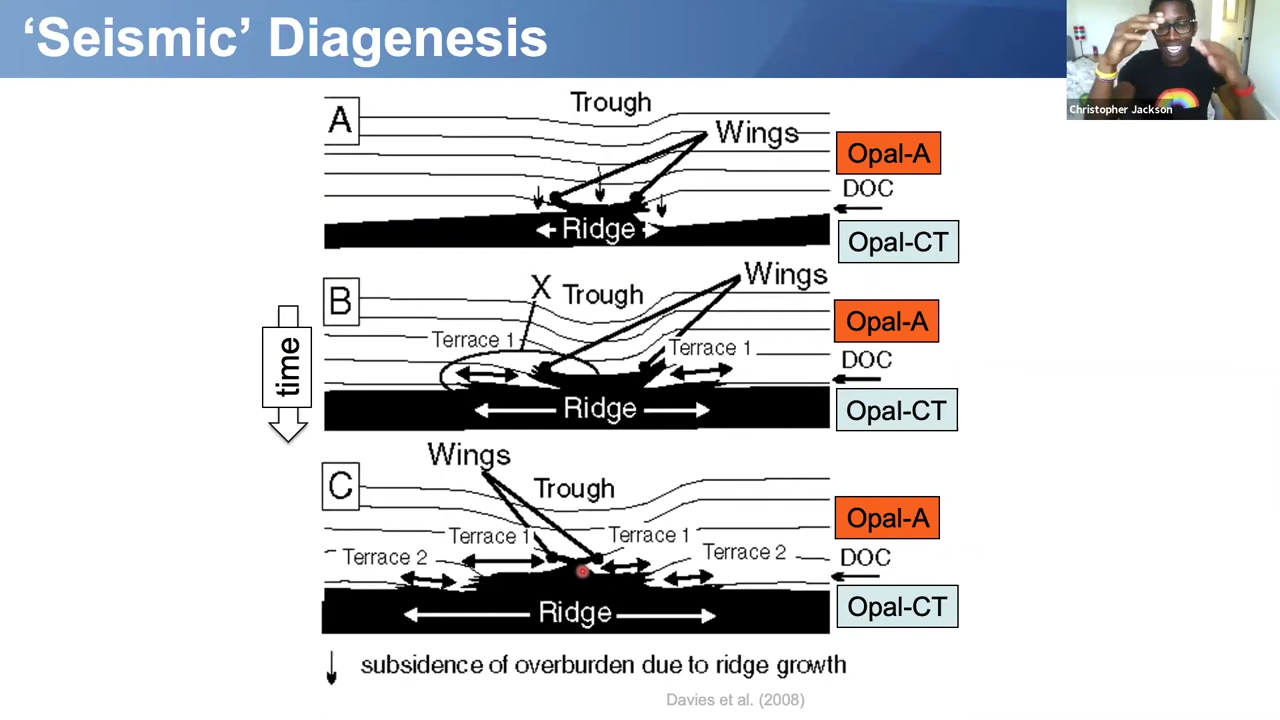 ‘Seismic’ Diagenesis
Christopher Jackson
A
Trough
Wings
Opal-A
DOC
Ridge
Opal-CT
time
B
X
Trough
Wings
Opal-A
Terrace 1
Terrace 1
DOC
Ridge
Opal-CT
Wings
C
Trough
Opal-A
Terrace 1
Terrace 1
Terrace 2
Terrace 2
DOC
Ridge
Opal-CT
subsidence of overburden due to ridge growth
Davies et al. (2008)